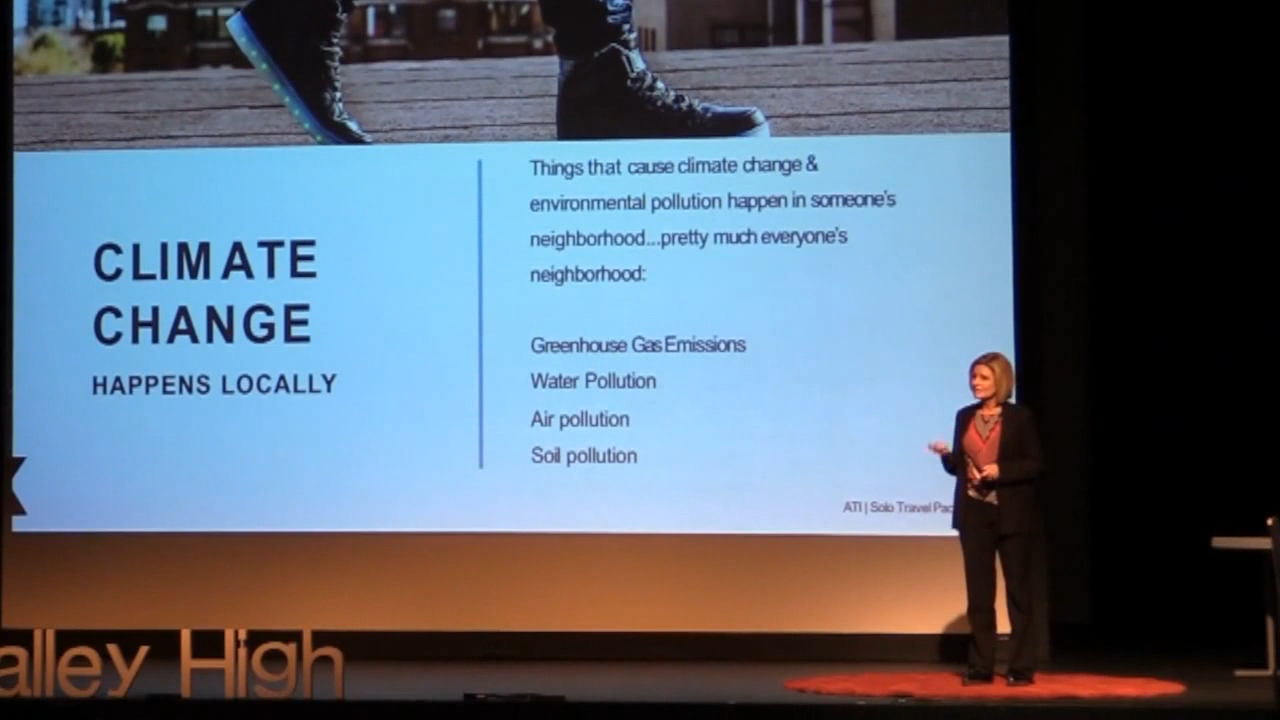 CLIMATE
CHANGE
HAPPENS LOCALLY
Things that cause climate change &
environmental pollution happen in someone's
neighborhood...pretty much everyone's
neighborhood:
Greenhouse Gas Emissions
Water Pollution
Air pollution
Soil pollution
ATI | Solo Travel Pac
alley High